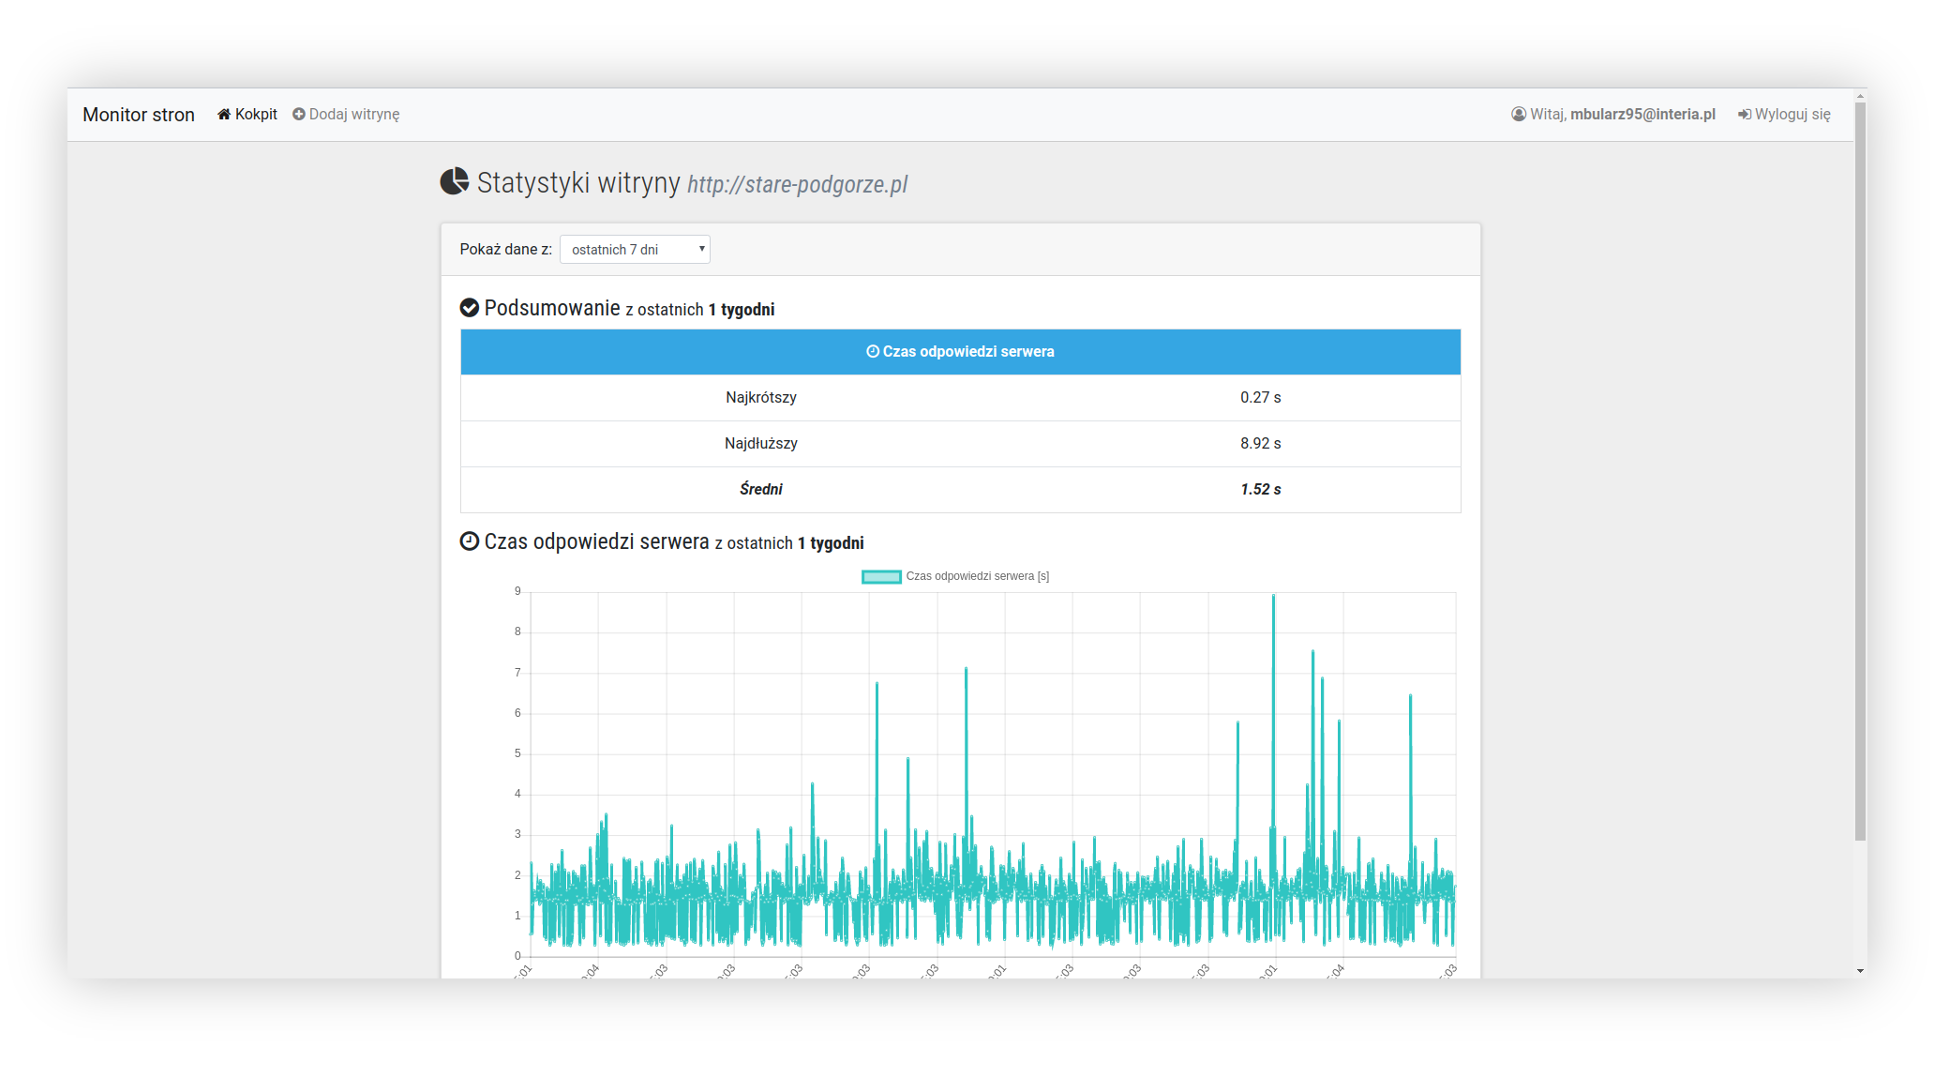 Monitor stron Kokpit Dodaj witrynę Witaj, mbularz95@interia.pl Wyloguj się
Statystyki witryny http://stare-podgorze.pl
Pokaż dane z: ostatnich 7 dni
Podsumowanie z ostatnich 1 tygodni
Czas odpowiedzi serwera
Najkrótszy 0.27 s
Najdłuższy 8.92 s
Średni 1.52 s
Czas odpowiedzi serwera z ostatnich 1 tygodni
Czas odpowiedzi serwera [s]
9
8
7
6
5
4
3
2
1
0